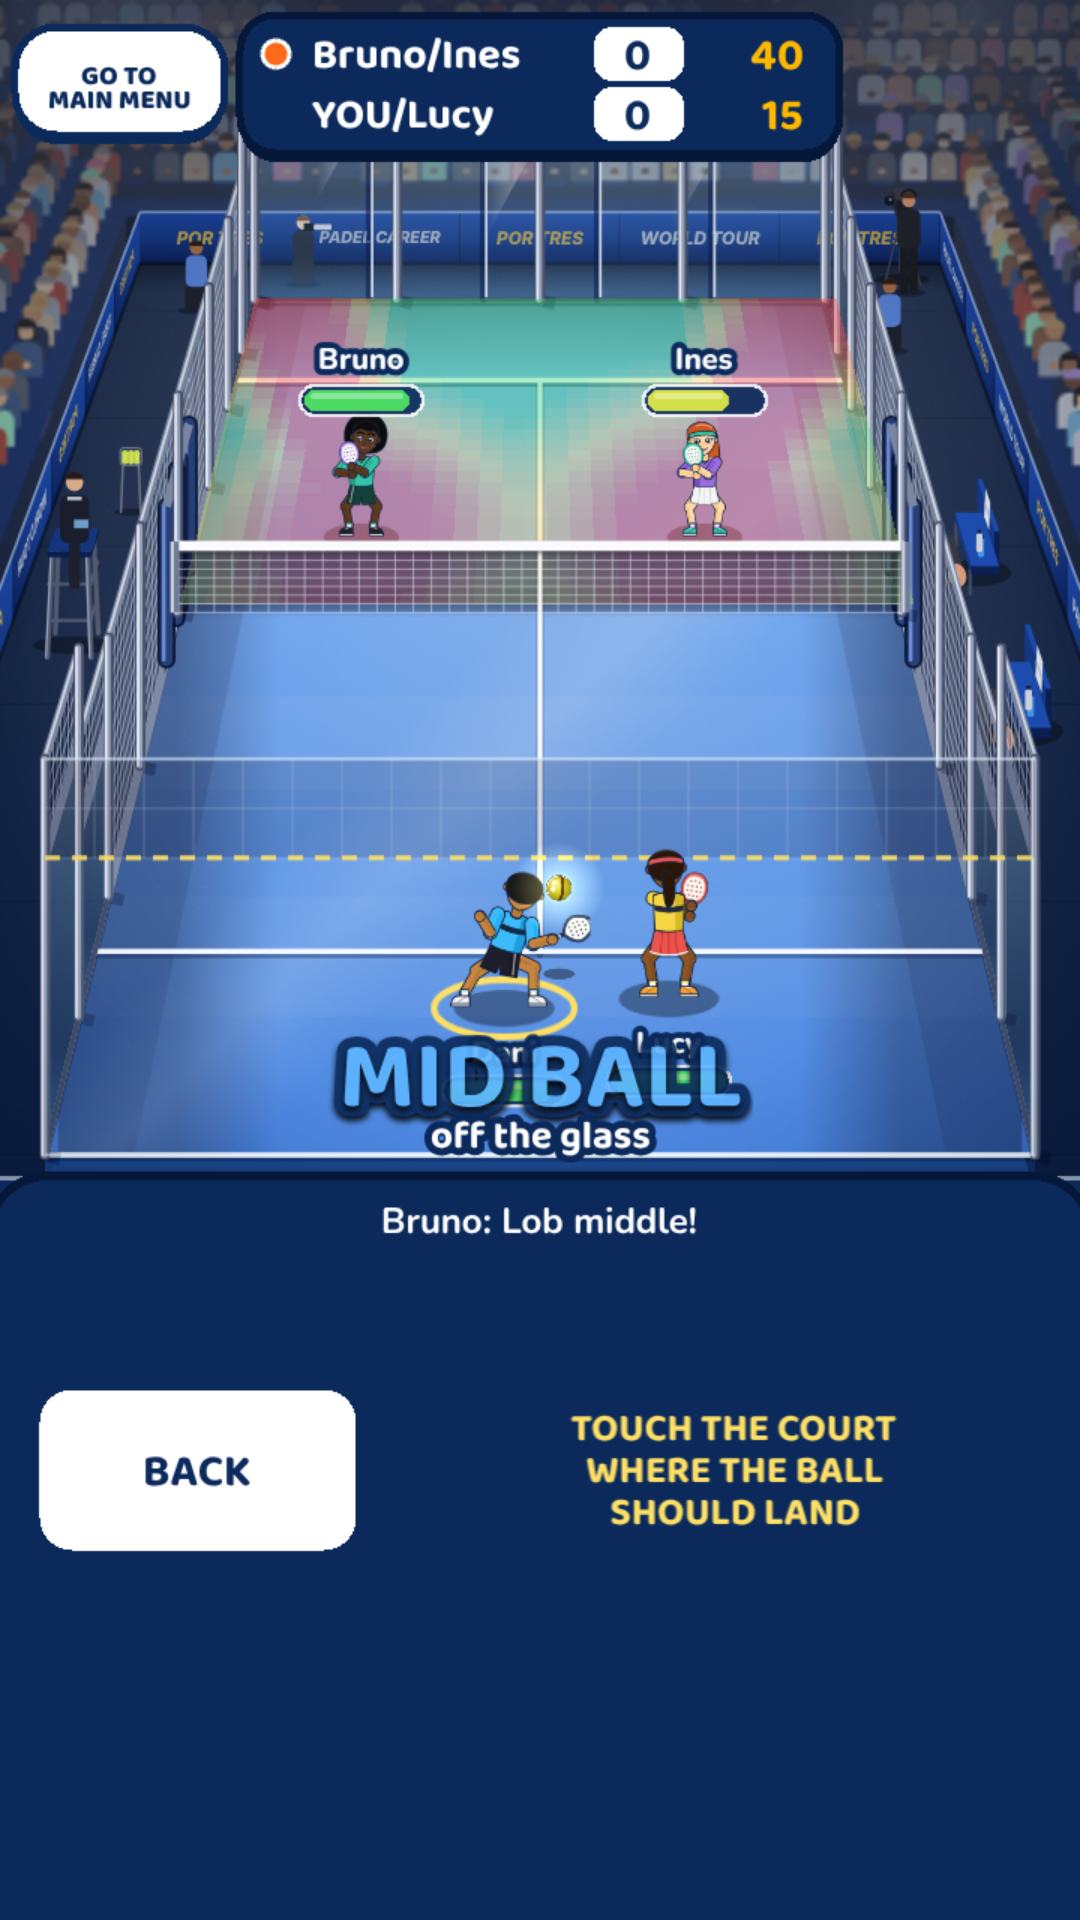 GO TO
MAIN MENU
Bruno/Ines 0 40
YOU/Lucy 0 15
PADEL CAREER
WORLD TOUR
Bruno
Ines
Lucy
MID BALL
off the glass
Bruno: Lob middle!
BACK
TOUCH THE COURT
WHERE THE BALL
SHOULD LAND